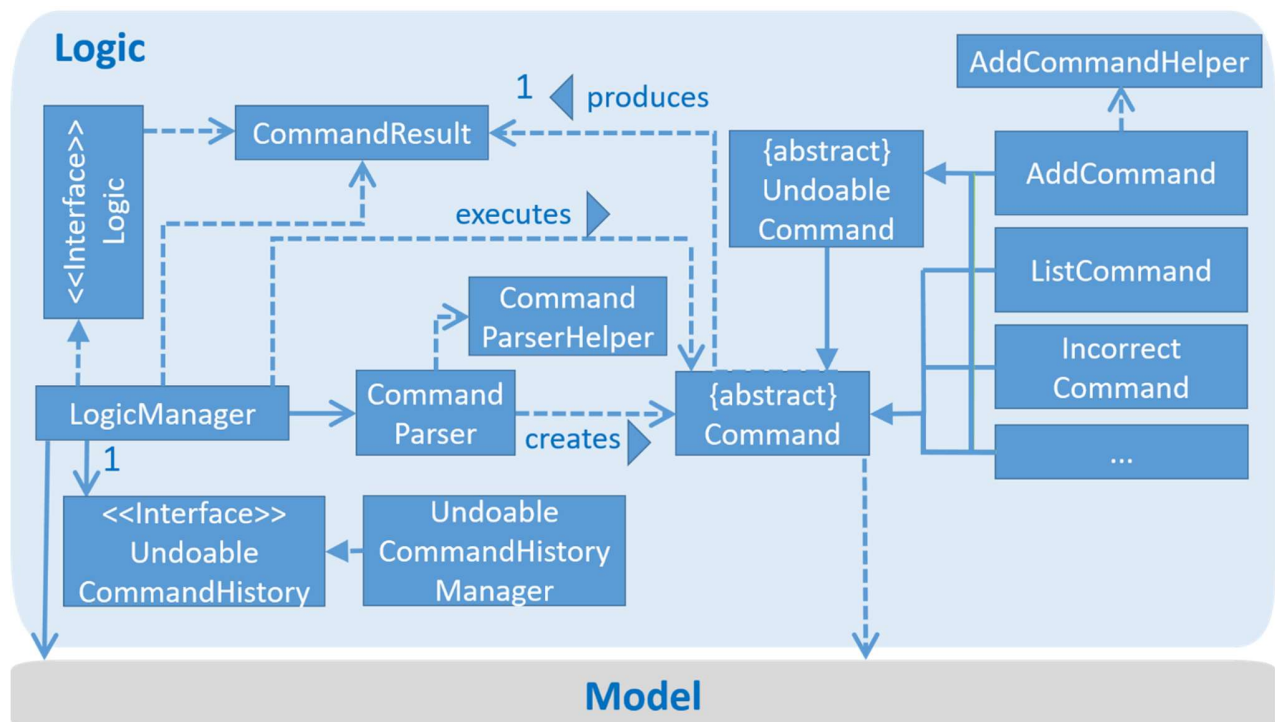 Logic
AddCommandHelper
1
produces
<<Interface>>
Logic
CommandResult
{abstract}
Undoable
Command
AddCommand
executes
ListCommand
Command
ParserHelper
Incorrect
Command
LogicManager
Command
Parser
creates
{abstract}
Command
...
1
<<Interface>>
Undoable
CommandHistory
Undoable
CommandHistory
Manager
Model